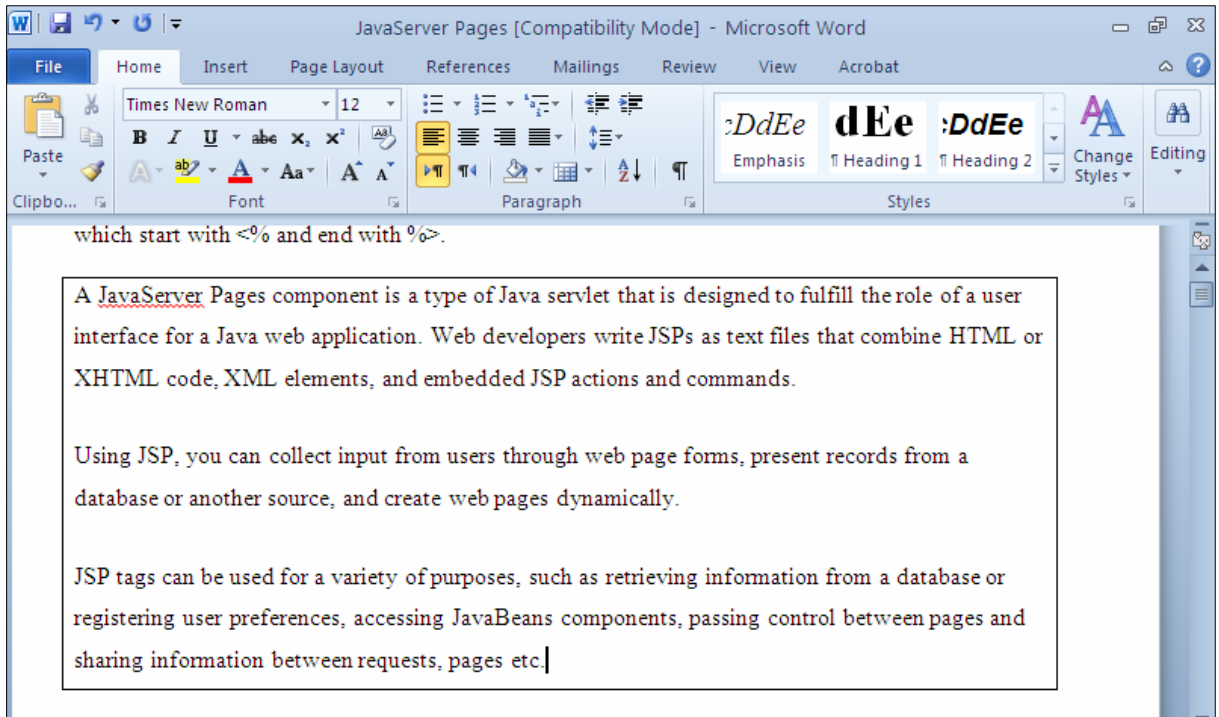 JavaServer Pages [Compatibility Mode] - Microsoft Word
File Home Insert Page Layout References Mailings Review View Acrobat
Times New Roman 12
Paste
B I U abe X₂ X² Aa A A
Emphasis ¶ Heading 1 ¶ Heading 2
Change Styles
Editing
Clipbo... Font Paragraph Styles
which start with <% and end with %>.
A JavaServer Pages component is a type of Java servlet that is designed to fulfill the role of a user
interface for a Java web application. Web developers write JSPs as text files that combine HTML or
XHTML code, XML elements, and embedded JSP actions and commands.
Using JSP, you can collect input from users through web page forms, present records from a
database or another source, and create web pages dynamically.
JSP tags can be used for a variety of purposes, such as retrieving information from a database or
registering user preferences, accessing JavaBeans components, passing control between pages and
sharing information between requests, pages etc.